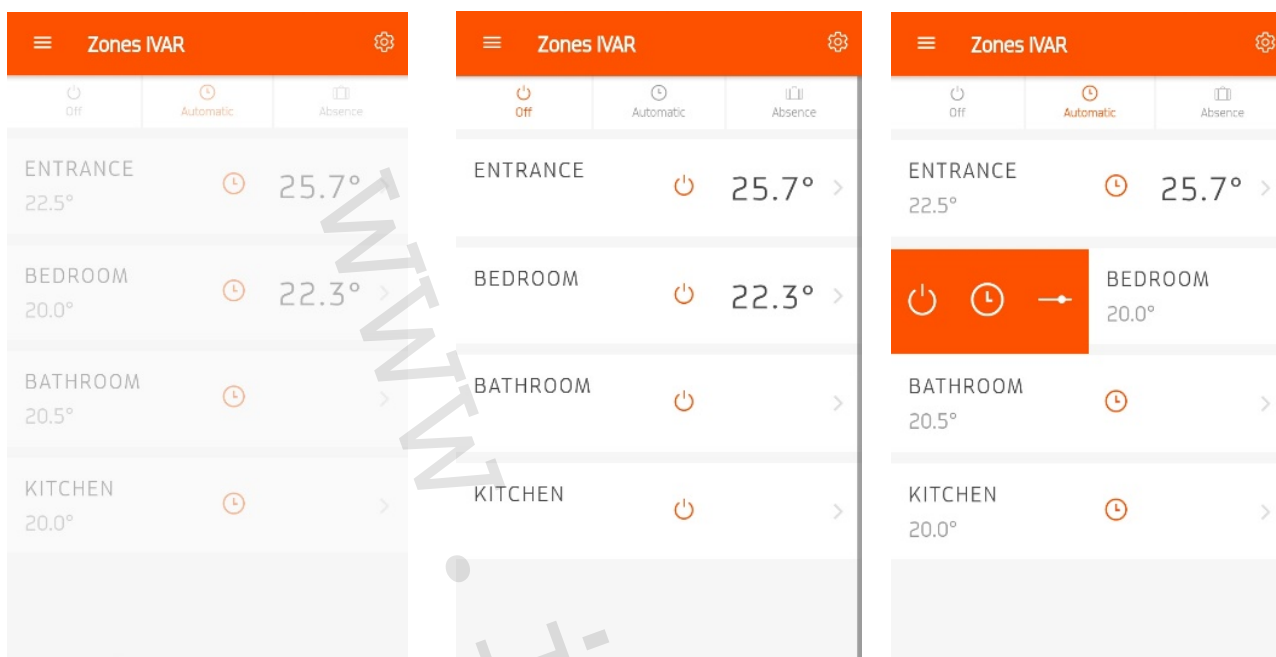 Zones IVAR
Off
Automatic
Absence
ENTRANCE
22.5°
25.7°
BEDROOM
20.0°
22.3°
BATHROOM
20.5°
KITCHEN
20.0°
Zones IVAR
Off
Automatic
Absence
ENTRANCE
25.7°
BEDROOM
22.3°
BATHROOM
KITCHEN
Zones IVAR
Off
Automatic
Absence
ENTRANCE
22.5°
25.7°
BEDROOM
20.0°
BATHROOM
20.5°
KITCHEN
20.0°
www.